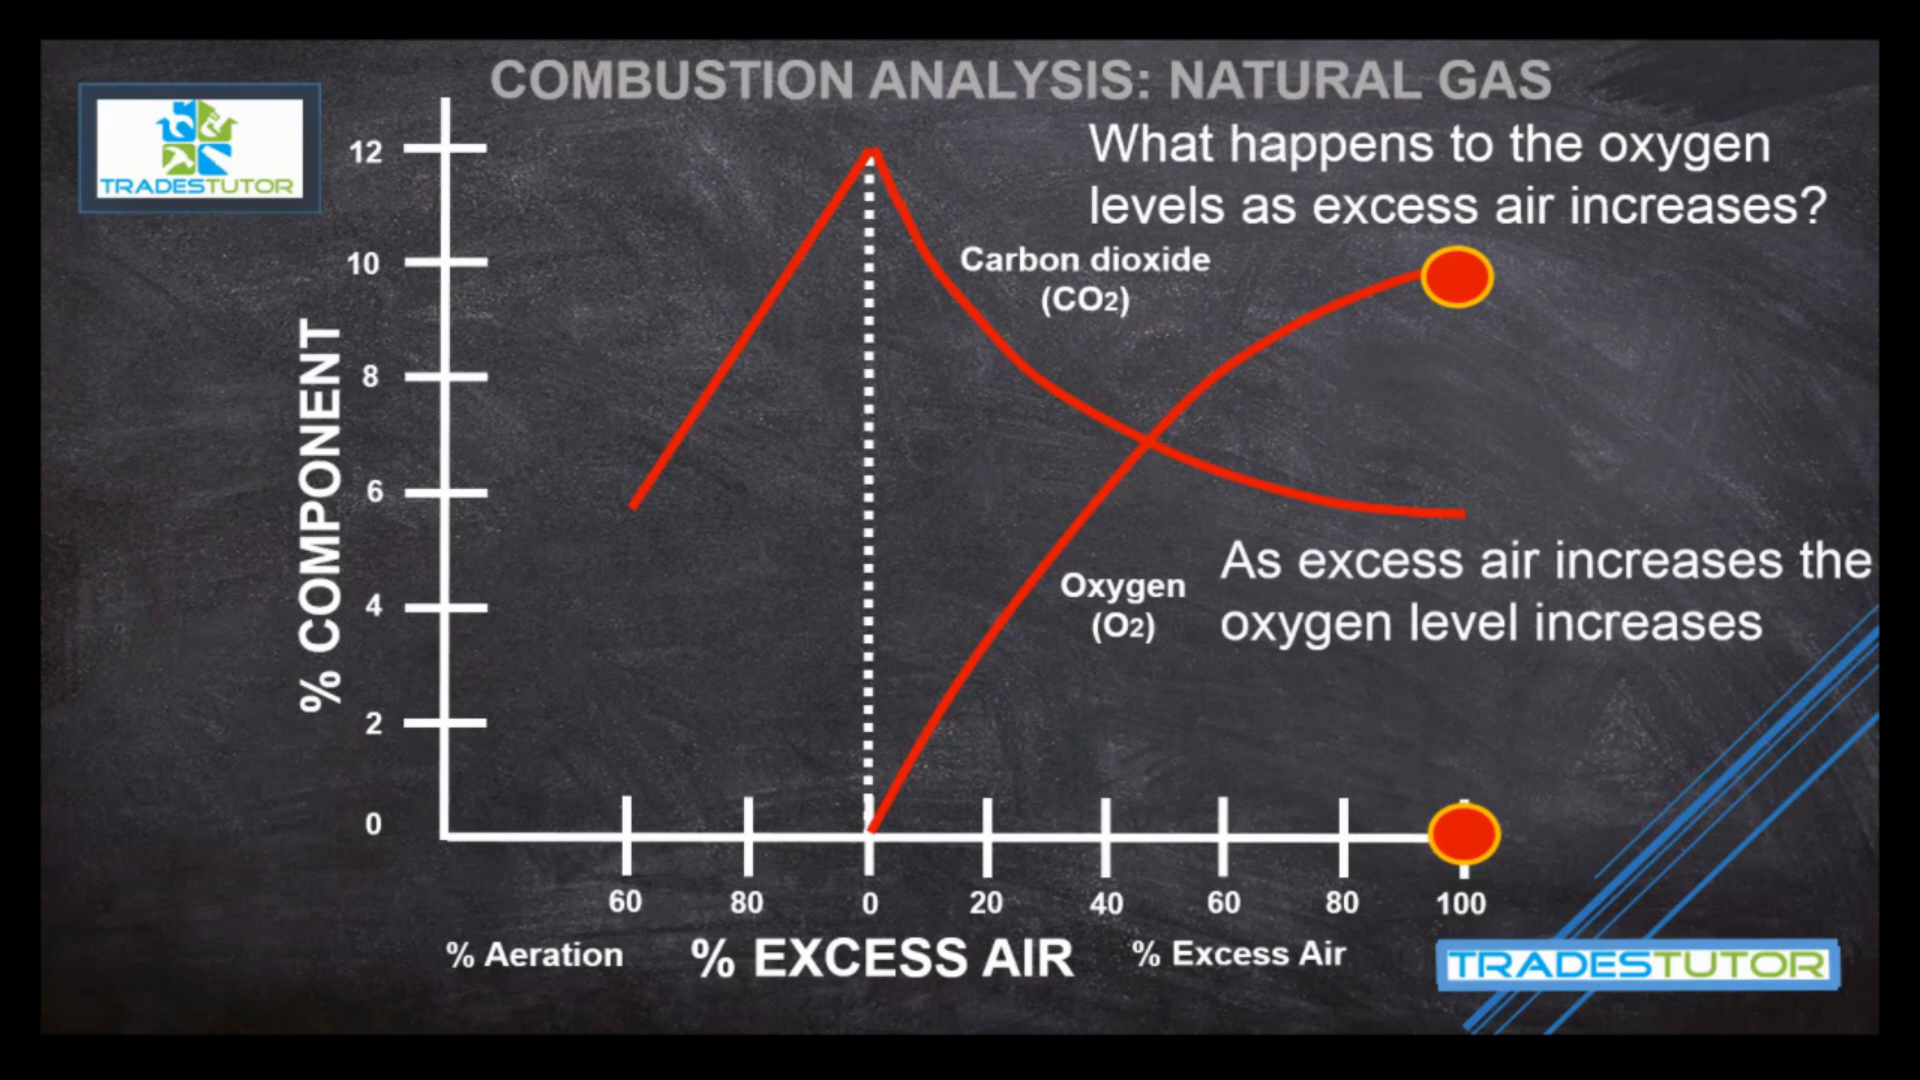 COMBUSTION ANALYSIS: NATURAL GAS
TRADESTUTOR
What happens to the oxygen
levels as excess air increases?
12
10
8
6
4
2
0
% COMPONENT
Carbon dioxide
(CO2)
Oxygen
(O2)
As excess air increases the
oxygen level increases
60 80 0 20 40 60 80 100
% Aeration % EXCESS AIR % Excess Air
TRADESTUTOR